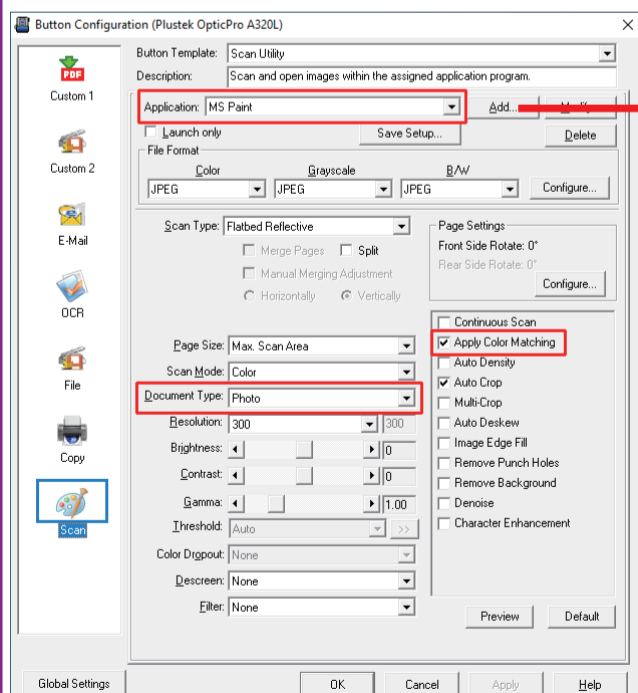 Button Configuration (Plustek OpticPro A320L)
Button Template: Scan Utility
Description: Scan and open images within the assigned application program.
PDF
Custom 1
Custom 2
E-Mail
OCR
File
Copy
Scan
Application: MS Paint Add...
Launch only Save Setup... Delete
File Format
Color Grayscale B/W
JPEG JPEG JPEG Configure...
Scan Type: Flatbed Reflective
Merge Pages Split
Manual Merging Adjustment
Horizontally Vertically
Page Settings
Front Side Rotate: 0°
Rear Side Rotate: 0°
Configure...
Page Size: Max. Scan Area
Scan Mode: Color
Document Type: Photo
Resolution: 300 300
Brightness: 0
Contrast: 0
Gamma: 1.00
Threshold: Auto >>
Color Dropout: None
Descreen: None
Filter: None
Continuous Scan
Apply Color Matching
Auto Density
Auto Crop
Multi-Crop
Auto Deskew
Image Edge Fill
Remove Punch Holes
Remove Background
Denoise
Character Enhancement
Preview Default
Global Settings OK Cancel Apply Help